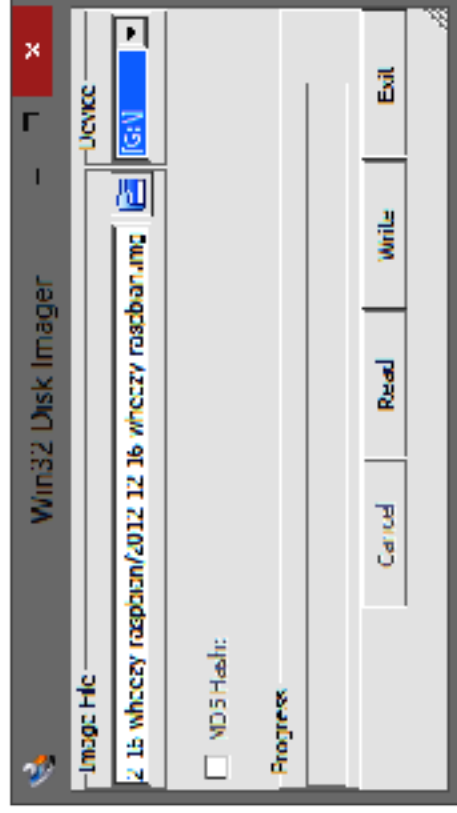 Win32 Disk Imager
Image File
Device
2-16-wheezy-raspbian/2012-12-16-wheezy-raspbian.img
[G:\]
MD5 Hash:
Progress
Cancel
Read
Write
Exit